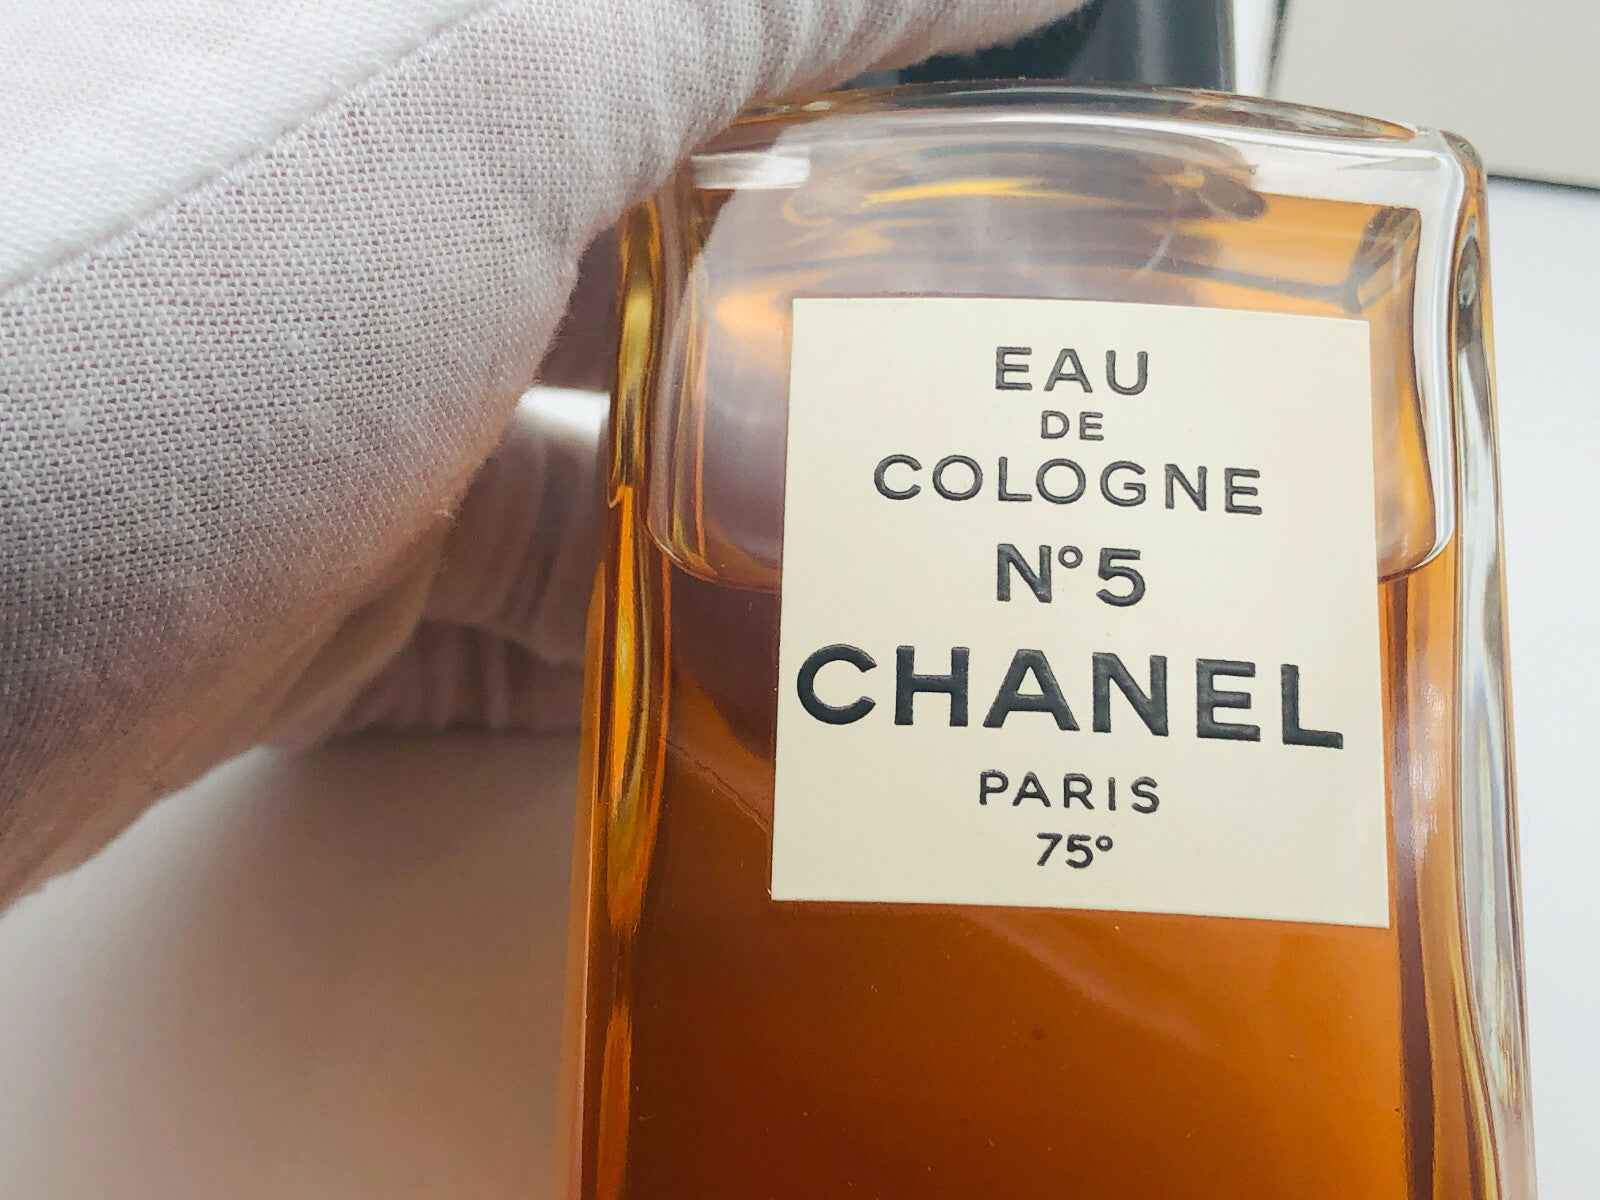 EAU
DE
COLOGNE
N°5
CHANEL
PARIS
75°